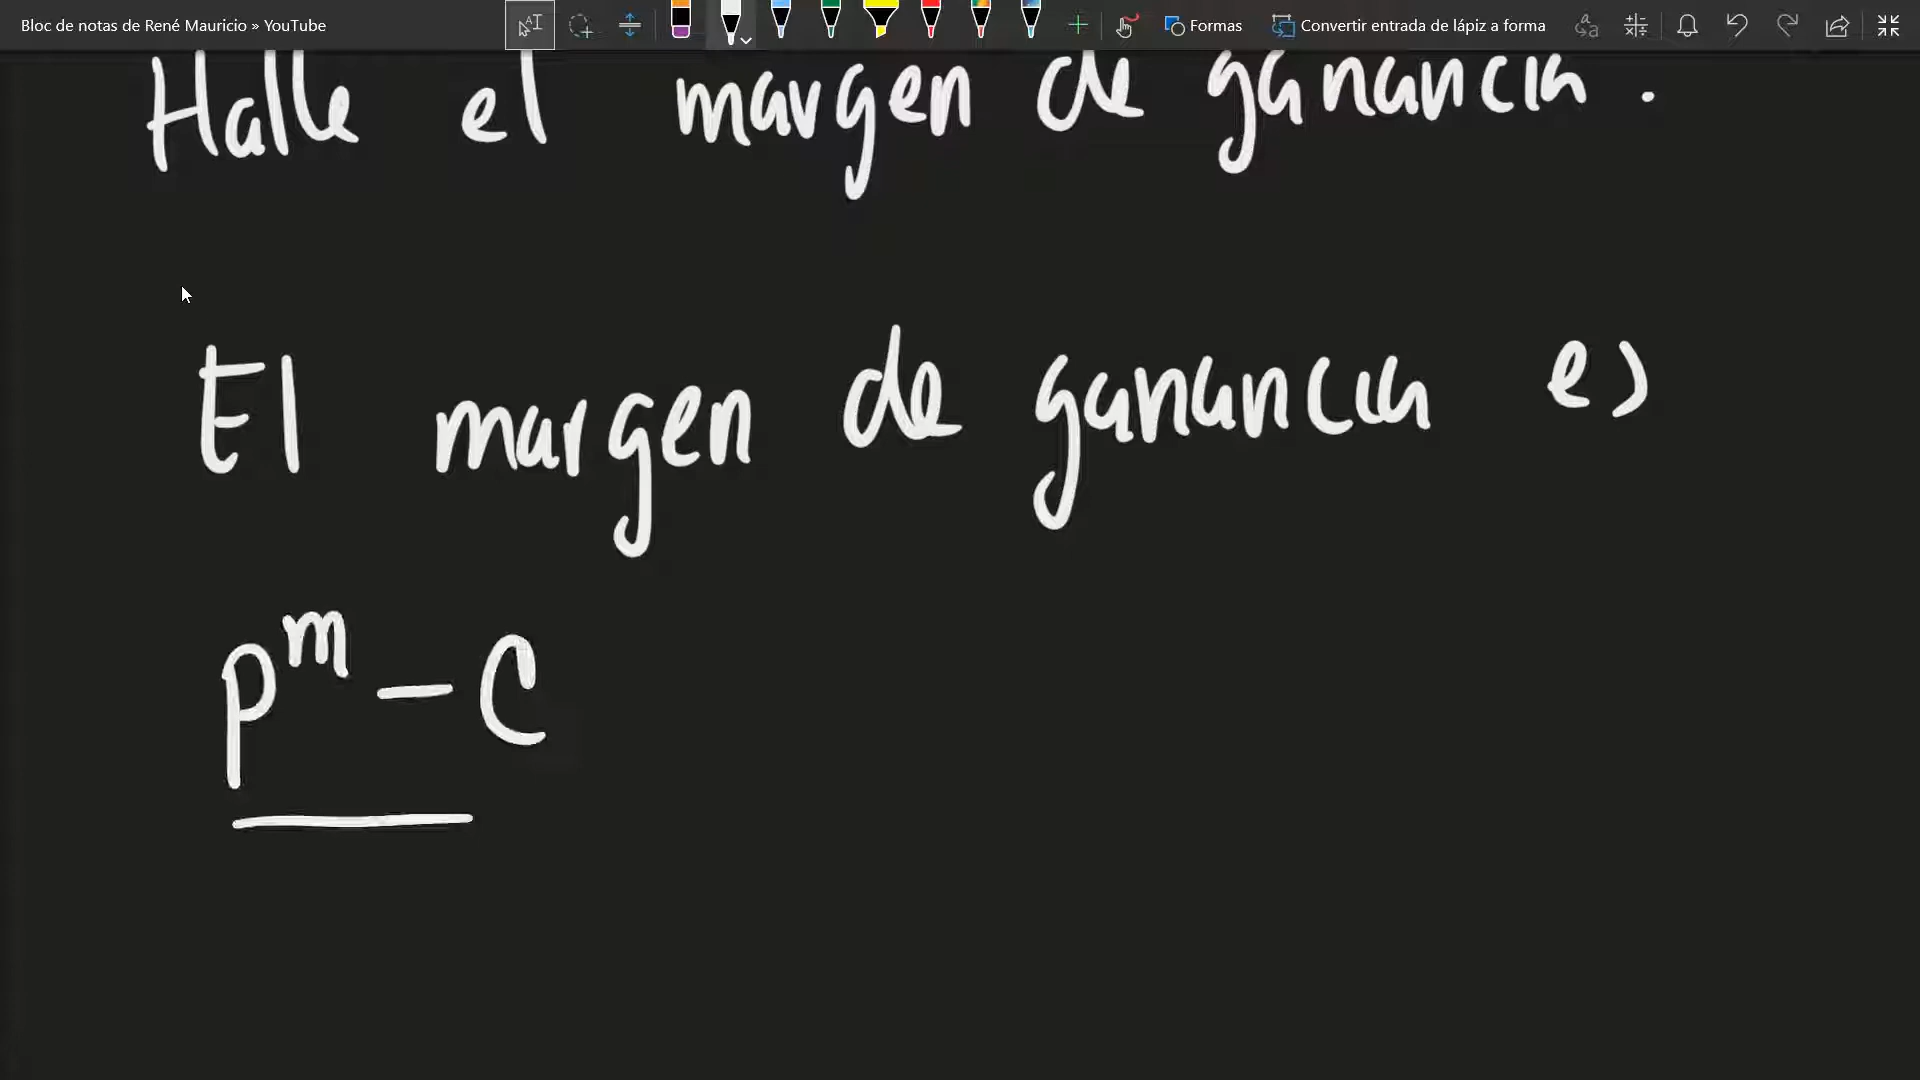 Bloc de notas de René Mauricio » YouTube
Formas
Convertir entrada de lápiz a forma
Halle el margen de ganancia.
El margen de ganancia es
p^m - c